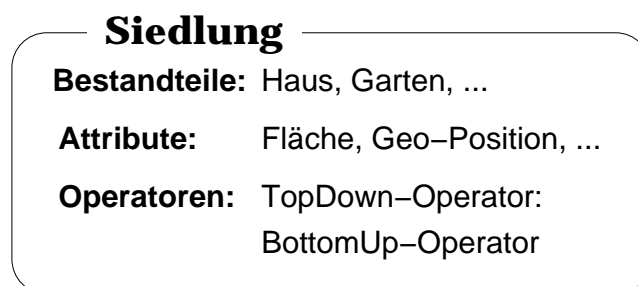 Siedlung
Bestandteile: Haus, Garten, ...
Attribute: Fläche, Geo−Position, ...
Operatoren: TopDown−Operator:
BottomUp−Operator